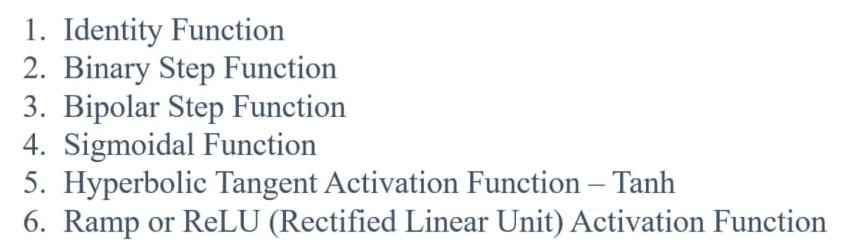 1. Identity Function
2. Binary Step Function
3. Bipolar Step Function
4. Sigmoidal Function
5. Hyperbolic Tangent Activation Function – Tanh
6. Ramp or ReLU (Rectified Linear Unit) Activation Function